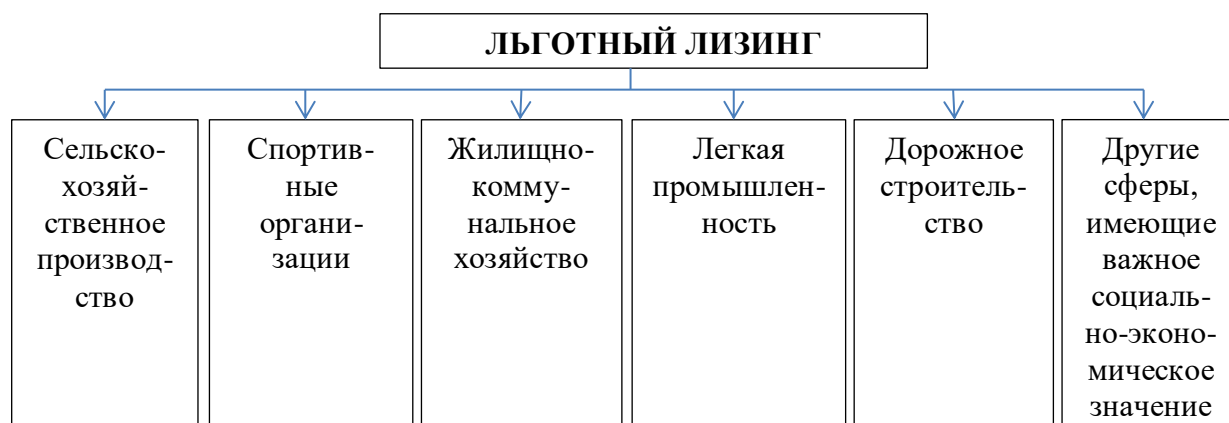 ЛЬГОТНЫЙ ЛИЗИНГ
Сельско-
хозяй-
ственное
производ-
ство
Спортив-
ные
органи-
зации
Жилищно-
комму-
нальное
хозяйство
Легкая
промышлен-
ность
Дорожное
строитель-
ство
Другие
сферы,
имеющие
важное
социаль-
но-эконо-
мическое
значение